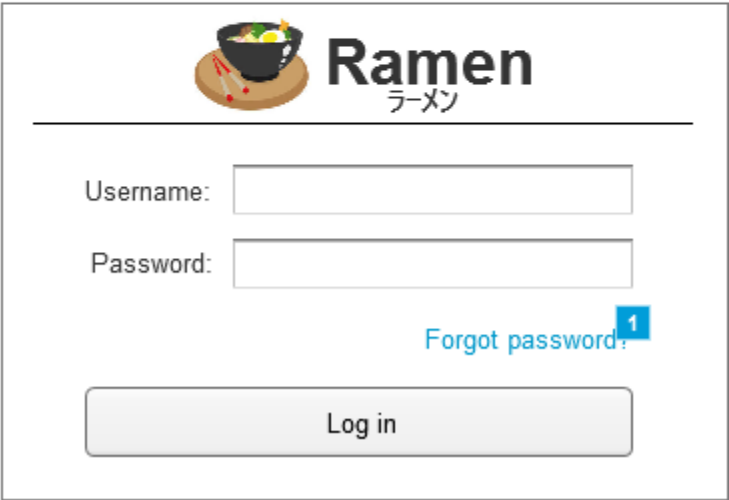 Ramen
ラーメン
Username:
Password:
1
Forgot password?
Log in